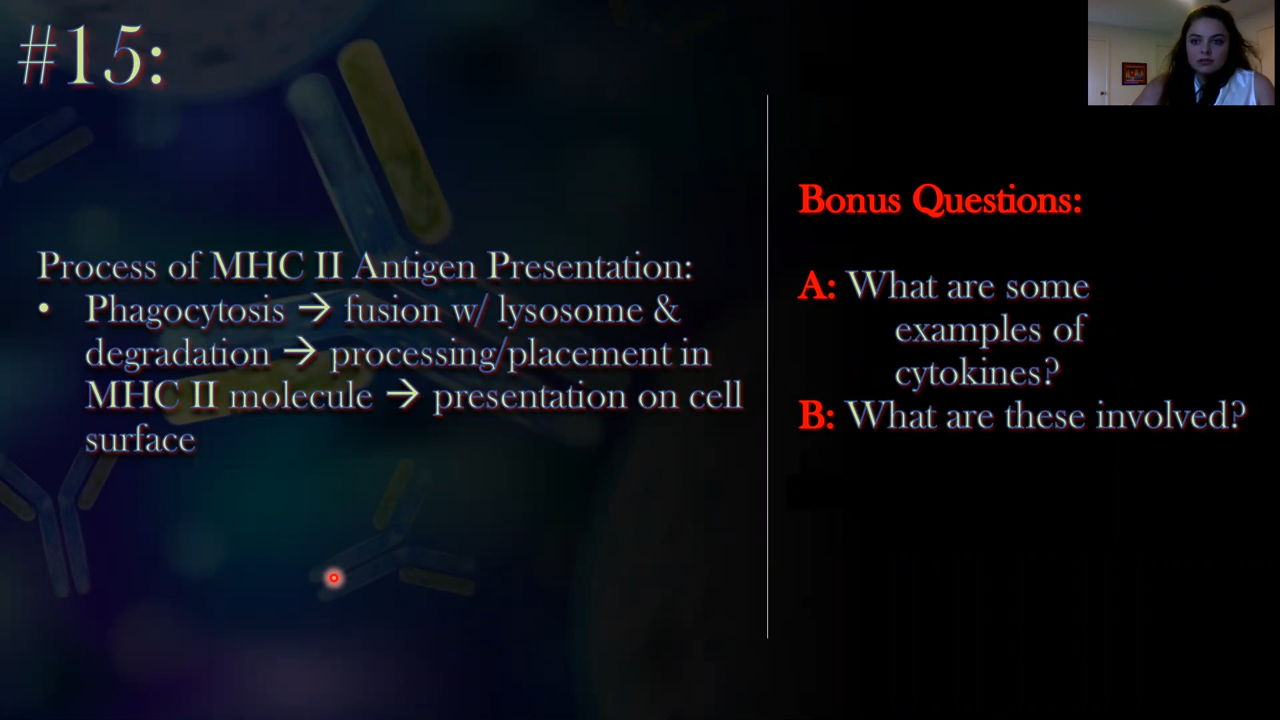 #15:
Process of MHC II Antigen Presentation:
• Phagocytosis → fusion w/ lysosome &
degradation → processing/placement in
MHC II molecule → presentation on cell
surface
Bonus Questions:
A: What are some
examples of
cytokines?
B: What are these involved?